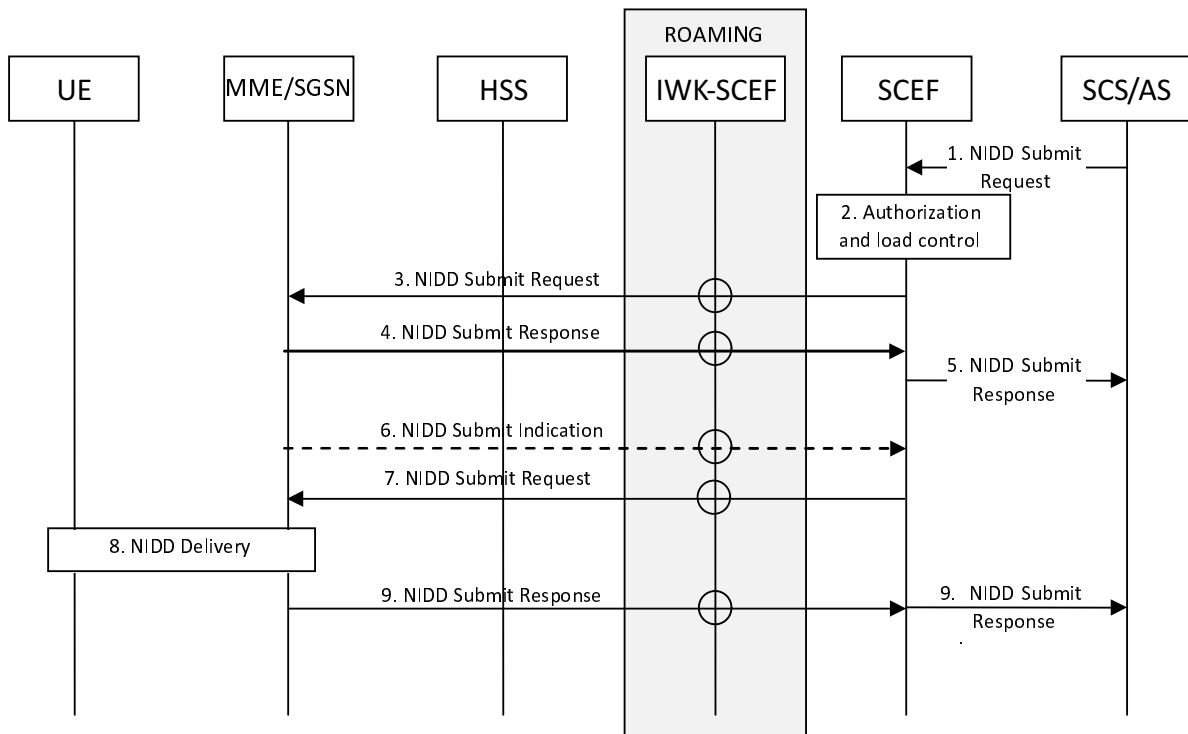 ROAMING
UE
MME/SGSN
HSS
IWK-SCEF
SCEF
SCS/AS
1. NIDD Submit
Request
2. Authorization
and load control
3. NIDD Submit Request
4. NIDD Submit Response
5. NIDD Submit
Response
6. NIDD Submit Indication
7. NIDD Submit Request
8. NIDD Delivery
9. NIDD Submit Response
9. NIDD Submit
Response
.